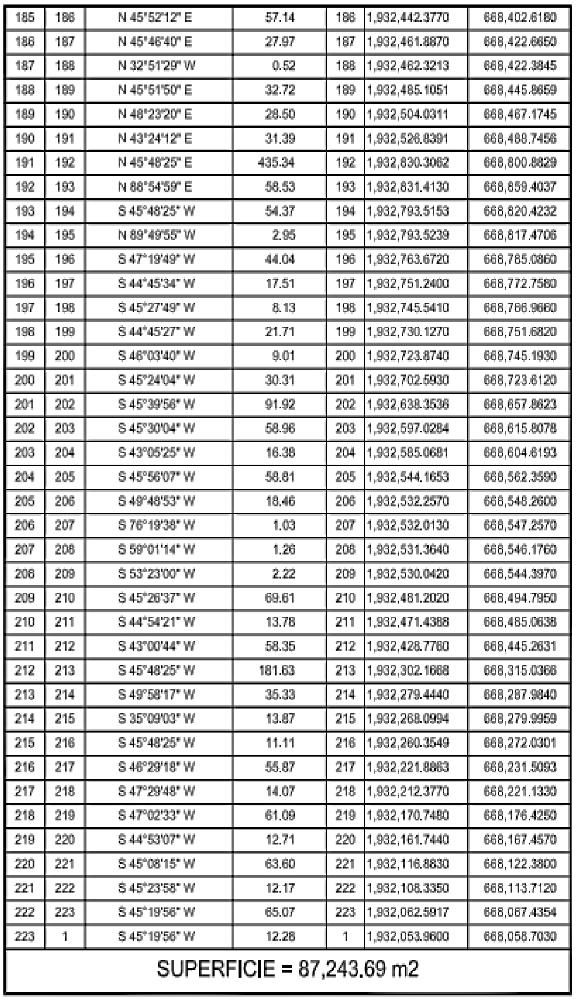 185 186 N 45°52'12" E 57.14 186 1,932,442.3770 668,402.6180
186 187 N 45°46'40" E 27.97 187 1,932,461.8870 668,422.6650
187 188 N 32°51'29" W 0.52 188 1,932,462.3213 668,422.3845
188 189 N 45°51'50" E 32.72 189 1,932,485.1051 668,445.8659
189 190 N 48°23'20" E 28.50 190 1,932,504.0311 668,467.1745
190 191 N 43°24'12" E 31.39 191 1,932,526.8391 668,488.7456
191 192 N 45°48'25" E 435.34 192 1,932,830.3062 668,800.8829
192 193 N 88°54'59" E 58.53 193 1,932,831.4130 668,859.4037
193 194 S 45°48'25" W 54.37 194 1,932,793.5153 668,820.4232
194 195 N 89°49'55" W 2.95 195 1,932,793.5239 668,817.4706
195 196 S 47°19'49" W 44.04 196 1,932,763.6720 668,785.0860
196 197 S 44°45'34" W 17.51 197 1,932,751.2400 668,772.7580
197 198 S 45°27'49" W 8.13 198 1,932,745.5410 668,766.9660
198 199 S 44°45'27" W 21.71 199 1,932,730.1270 668,751.6820
199 200 S 46°03'40" W 9.01 200 1,932,723.8740 668,745.1930
200 201 S 45°24'04" W 30.31 201 1,932,702.5930 668,723.6120
201 202 S 45°39'56" W 91.92 202 1,932,638.3536 668,657.8623
202 203 S 45°30'04" W 58.96 203 1,932,597.0284 668,615.8078
203 204 S 43°05'25" W 16.38 204 1,932,585.0681 668,604.6193
204 205 S 45°56'07" W 58.81 205 1,932,544.1653 668,562.3590
205 206 S 49°48'53" W 18.46 206 1,932,532.2570 668,548.2600
206 207 S 76°19'38" W 1.03 207 1,932,532.0130 668,547.2570
207 208 S 59°01'14" W 1.26 208 1,932,531.3640 668,546.1760
208 209 S 53°23'00" W 2.22 209 1,932,530.0420 668,544.3970
209 210 S 45°26'37" W 69.61 210 1,932,481.2020 668,494.7950
210 211 S 44°54'21" W 13.78 211 1,932,471.4388 668,485.0638
211 212 S 43°00'44" W 58.35 212 1,932,428.7760 668,445.2631
212 213 S 45°48'25" W 181.63 213 1,932,302.1668 668,315.0366
213 214 S 49°58'17" W 35.33 214 1,932,279.4440 668,287.9840
214 215 S 35°09'03" W 13.87 215 1,932,268.0994 668,279.9959
215 216 S 45°48'25" W 11.11 216 1,932,260.3549 668,272.0301
216 217 S 46°29'18" W 55.87 217 1,932,221.8863 668,231.5093
217 218 S 47°29'48" W 14.07 218 1,932,212.3770 668,221.1330
218 219 S 47°02'33" W 61.09 219 1,932,170.7480 668,176.4250
219 220 S 44°53'07" W 12.71 220 1,932,161.7440 668,167.4570
220 221 S 45°08'15" W 63.60 221 1,932,116.8830 668,122.3800
221 222 S 45°23'58" W 12.17 222 1,932,108.3350 668,113.7120
222 223 S 45°19'56" W 65.07 223 1,932,062.5917 668,067.4354
223 1 S 45°19'56" W 12.28 1 1,932,053.9600 668,058.7030
SUPERFICIE = 87,243.69 m2